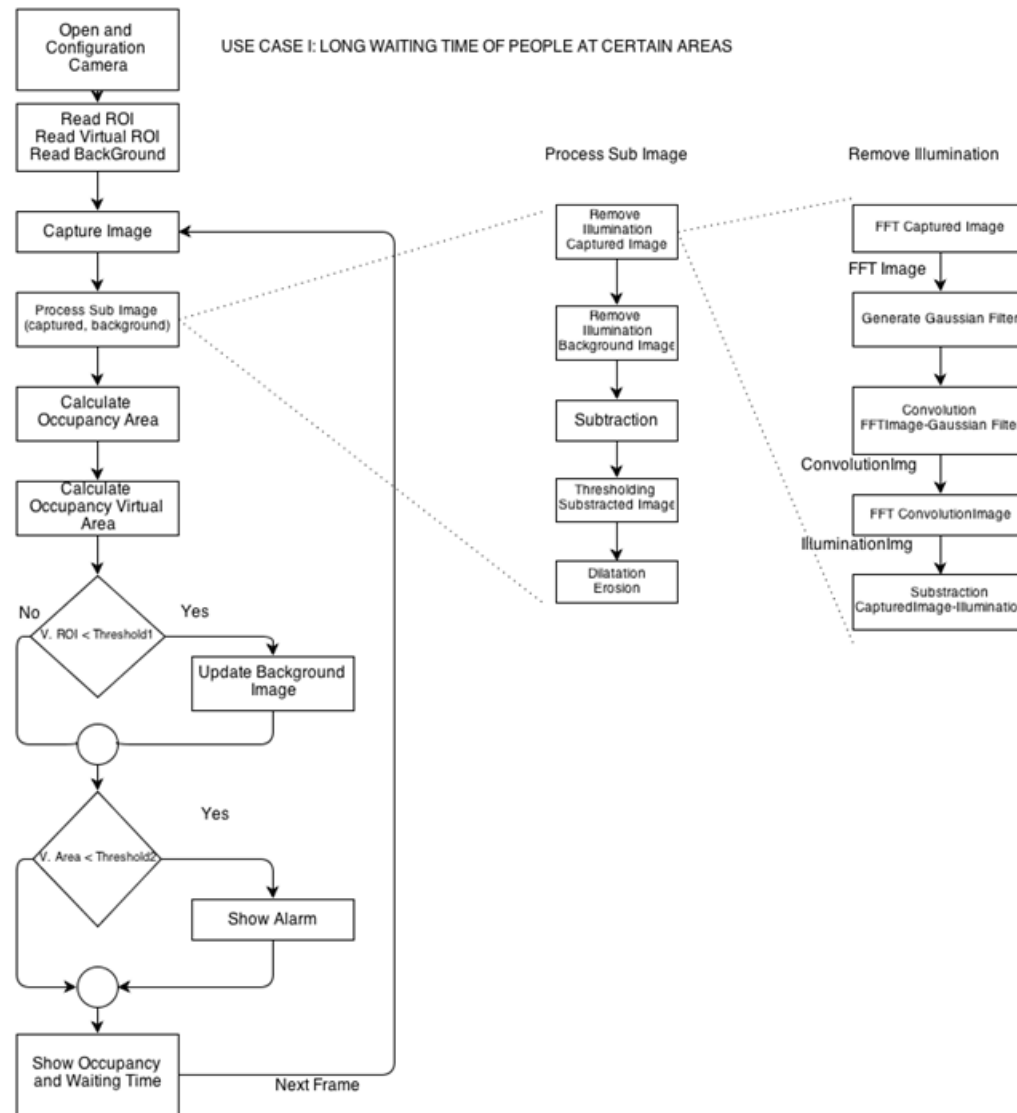 Open and
Configuration
Camera
USE CASE I: LONG WAITING TIME OF PEOPLE AT CERTAIN AREAS
Read ROI
Read Virtual ROI
Read BackGround
Capture Image
Process Sub Image
(captured, background)
Calculate
Occupancy Area
Calculate
Occupancy Virtual
Area
No
Yes
V. ROI < Threshold1
Update Background
Image
Yes
V. Area < Threshold2
Show Alarm
Show Occupancy
and Waiting Time
Next Frame
Process Sub Image
Remove
Illumination
Captured Image
Remove
Illumination
Background Image
Subtraction
Thresholding
Substracted Image
Dilatation
Erosion
Remove Illumination
FFT Captured Image
FFT Image
Generate Gaussian Filter
Convolution
FFTImage-Gaussian Filter
ConvolutionImg
FFT ConvolutionImage
IlluminationImg
Substraction
CapturedImage-Illumination